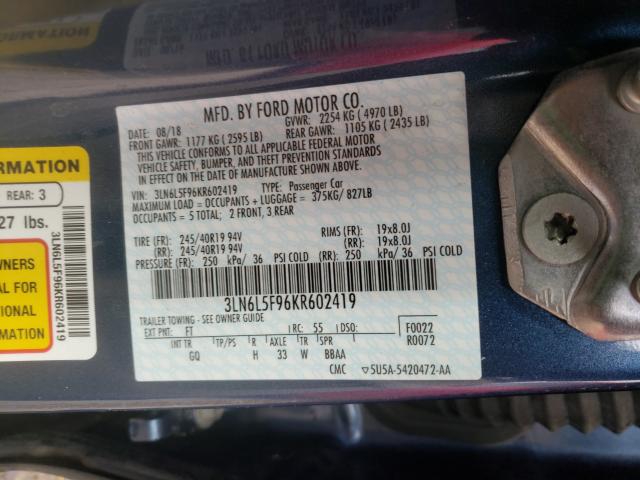 MFD. BY FORD MOTOR CO.
08/18
GVWR: 2254 KG ( 4970 LB)
FRONT GAWR: 1177 KG ( 2595 LB)
REAR GAWR: 1105 KG ( 2435 LB)
THIS VEHICLE CONFORMS TO ALL APPLICABLE FEDERAL MOTOR
VEHICLE SAFETY, BUMPER, AND THEFT PREVENTION STANDARDS
IN EFFECT ON THE DATE OF MANUFACTURE SHOWN ABOVE.
VIN: 3LN6L5F96KR602419 TYPE: Passenger Car
MAXIMUM LOAD = OCCUPANTS + LUGGAGE = 375KG/ 827LB
OCCUPANTS = 5 TOTAL; 2 FRONT, 3 REAR
TIRE (FR): 245/40R19 94V RIMS (FR): 19x8.0J
(RR): 245/40R19 94V (RR): 19x8.0J
PRESSURE (FR): 250 kPa/ 36 PSI COLD (RR): 250 kPa/ 36 PSI COLD
3LN6L5F96KR602419
TRAILER TOWING - SEE OWNER GUIDE
EXT PNT: FT RC: 55 DSO: F0022
R0072
INT TR TP/PS R AXLE TR SPR
GQ H 33 W BBAA
CMC 5U5A-5420472-AA
RMATION
REAR: 3
27 lbs.
WNERS
AL FOR
ONAL
ATION
3LN6L5F96KR602419